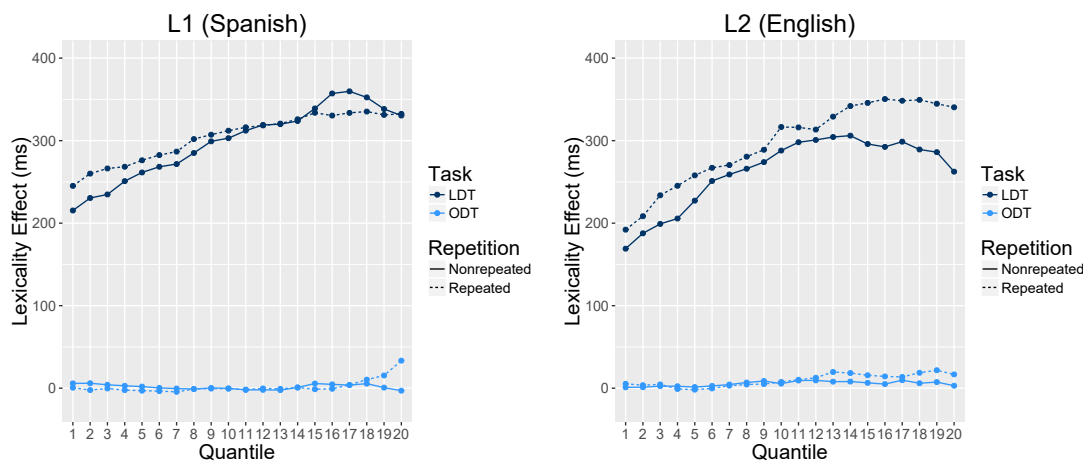 L1 (Spanish)
Lexicality Effect (ms)
400
300
200
100
0
1 2 3 4 5 6 7 8 9 10 11 12 13 14 15 16 17 18 19 20
Quantile
Task
LDT
ODT
Repetition
Nonrepeated
Repeated
L2 (English)
Lexicality Effect (ms)
400
300
200
100
0
1 2 3 4 5 6 7 8 9 10 11 12 13 14 15 16 17 18 19 20
Quantile
Task
LDT
ODT
Repetition
Nonrepeated
Repeated